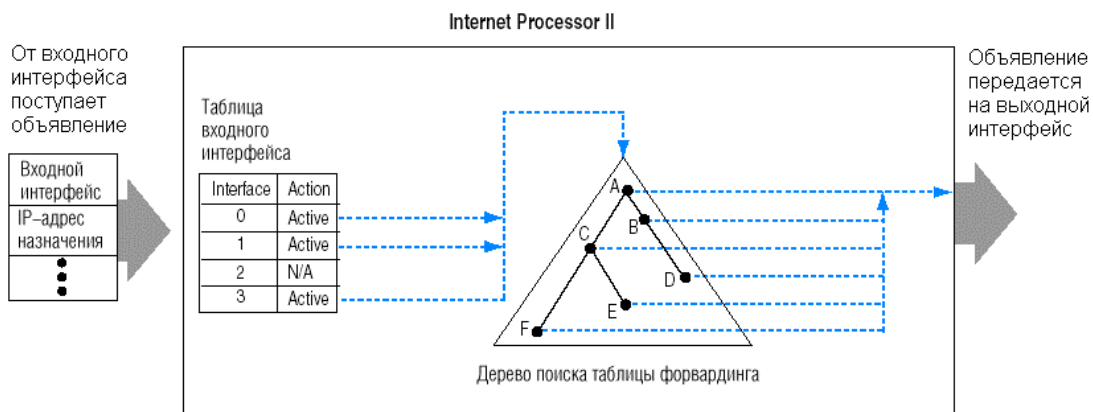 Internet Processor II
От входного
интерфейса
поступает
объявление
Входной
интерфейс
IP–адрес
назначения
Таблица
входного
интерфейса
Interface Action
0 Active
1 Active
2 N/A
3 Active
A
B
C
D
E
F
Дерево поиска таблицы форвардинга
Объявление
передается
на выходной
интерфейс